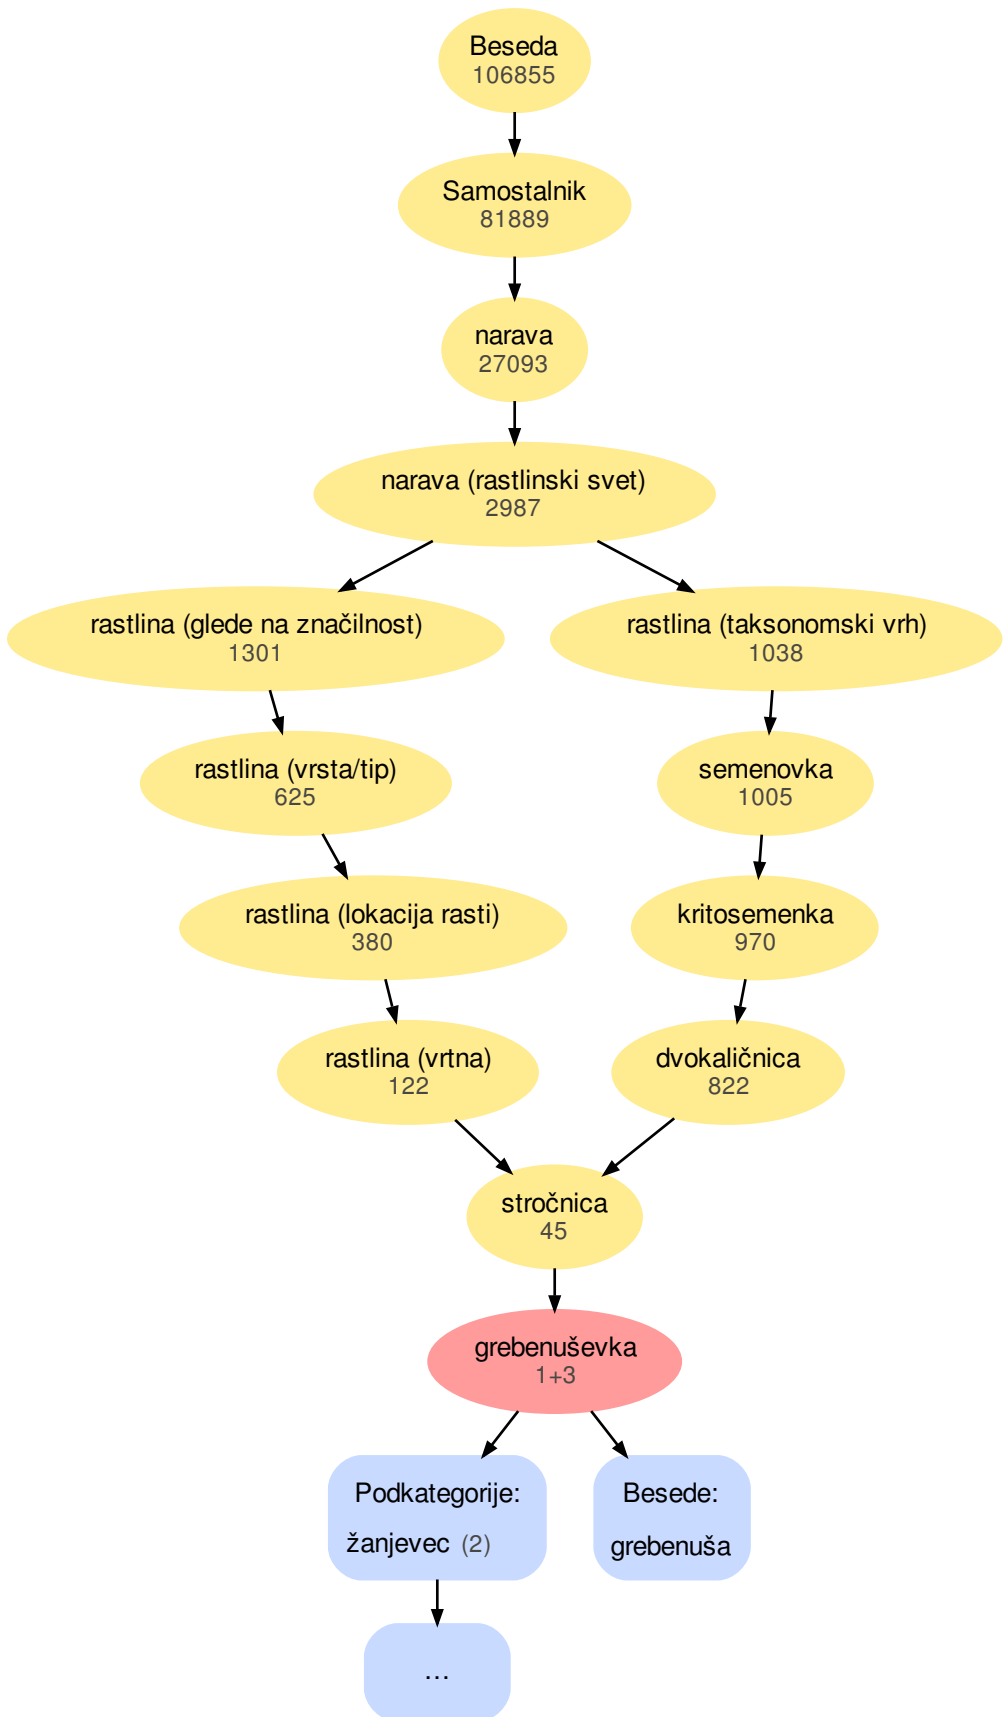 Beseda
106855
Samostalnik
81889
narava
27093
narava (rastlinski svet)
2987
rastlina (glede na značilnost)
1301
rastlina (taksonomski vrh)
1038
rastlina (vrsta/tip)
625
semenovka
1005
rastlina (lokacija rasti)
380
kritosemenka
970
rastlina (vrtna)
122
dvokaličnica
822
stročnica
45
grebenuševka
1+3
Podkategorije:
žanjevec (2)
Besede:
grebenuša
...